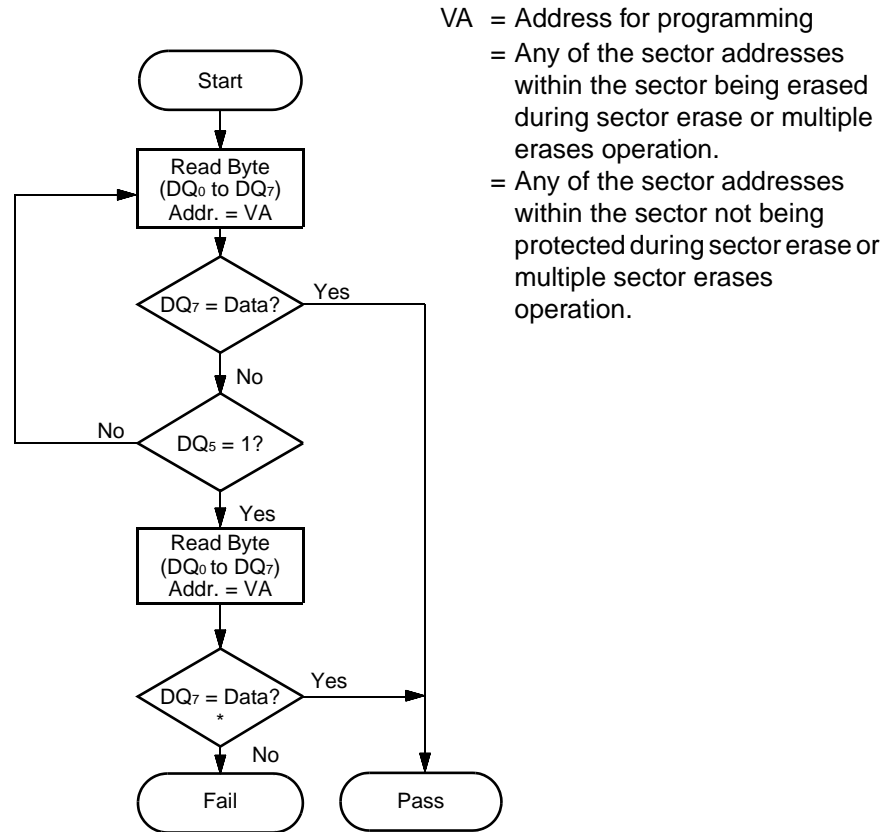 VA = Address for programming
= Any of the sector addresses
within the sector being erased
during sector erase or multiple
erases operation.
= Any of the sector addresses
within the sector not being
protected during sector erase or
multiple sector erases
operation.
Start
Read Byte
(DQ0 to DQ7)
Addr. = VA
DQ7 = Data?
Yes
No
DQ5 = 1?
No
Yes
Read Byte
(DQ0 to DQ7)
Addr. = VA
DQ7 = Data?
*
Yes
No
Fail
Pass